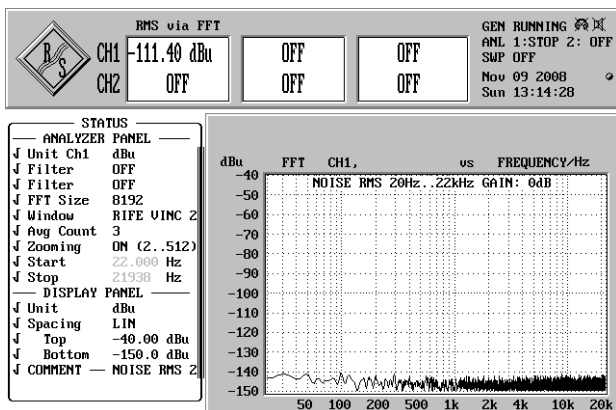 RMS via FFT
GEN RUNNING
R S
CH1 -111.40 dBu OFF OFF
ANL 1:STOP 2: OFF
SWP OFF
CH2 OFF OFF OFF
Nov 09 2008
Sun 13:14:28
STATUS
ANALYZER PANEL
Unit Ch1 dBu
Filter OFF
Filter OFF
FFT Size 8192
Window RIFE VINC 2
Avg Count 3
Zooming ON (2..512)
Start 22.000 Hz
Stop 21938 Hz
DISPLAY PANEL
Unit dBu
Spacing LIN
Top -40.00 dBu
Bottom -150.0 dBu
COMMENT — NOISE RMS 2
dBu FFT CH1, vs FREQUENCY/Hz
NOISE RMS 20Hz..22kHz GAIN: 0dB
-40
-50
-60
-70
-80
-90
-100
-110
-120
-130
-140
-150
50 100 200 500 1k 2k 4k 10k 20k